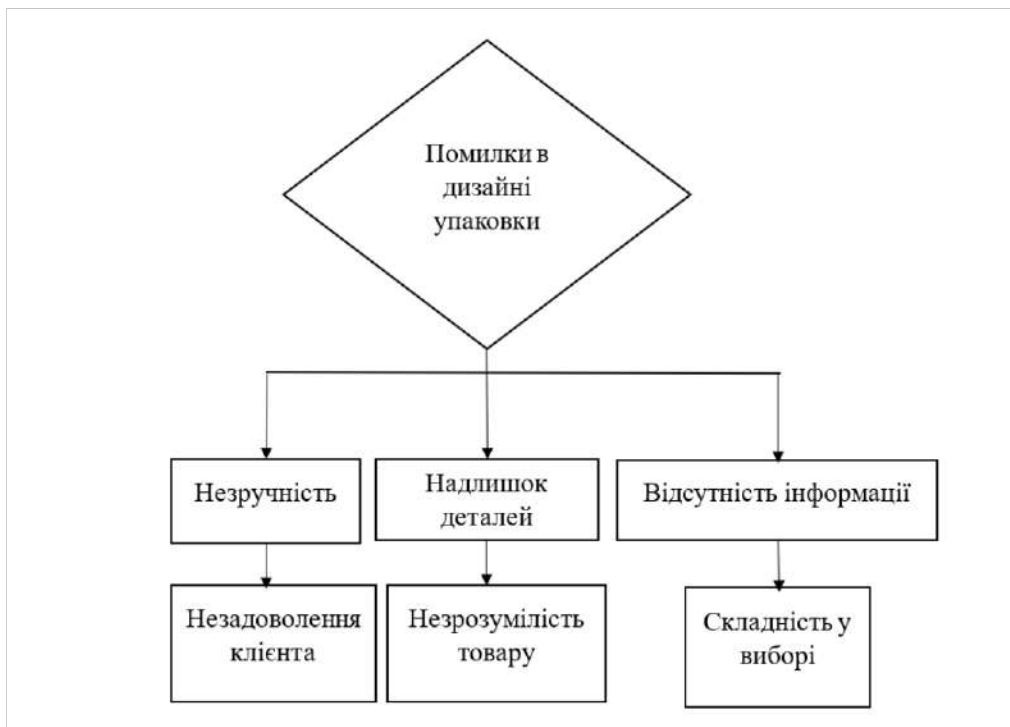 Помилки в
дизайні
упаковки
Незручність
Надлишок
деталей
Відсутність інформації
Незадоволення
клієнта
Незрозумілість
товару
Складність у
виборі